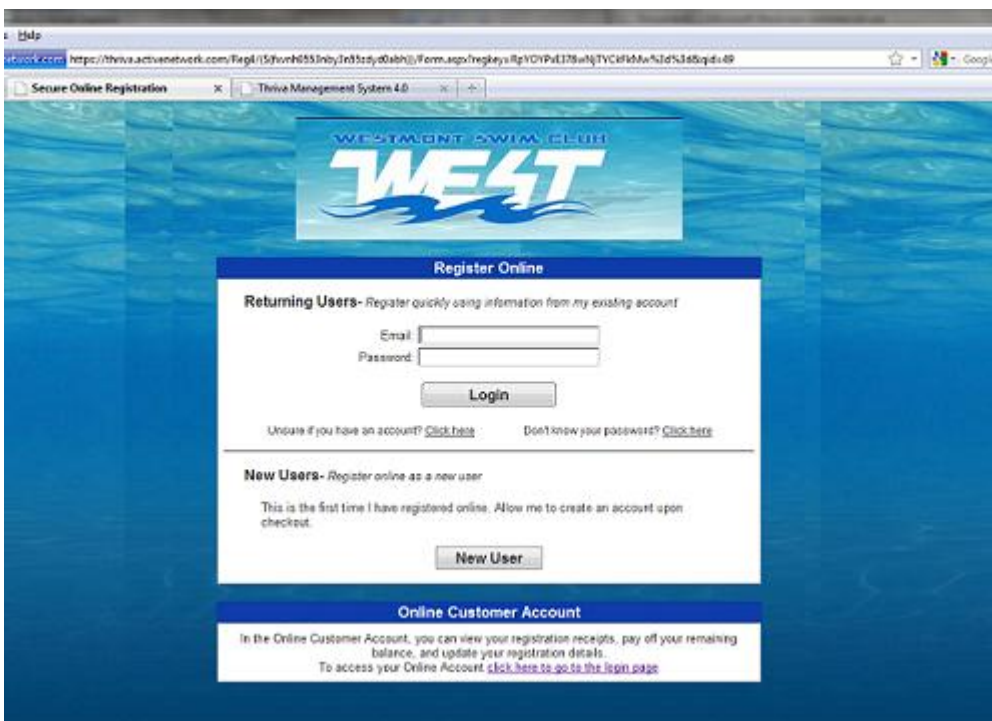 Help
Secure Online Registration
Thriva Management System 4.0
WESTMONT SWIM CLUB
WEST
Register Online
Returning Users- Register quickly using information from my existing account
Email:
Password:
Login
Unsure if you have an account? Click here
Don't know your password? Click here
New Users- Register online as a new user
This is the first time I have registered online. Allow me to create an account upon
checkout.
New User
Online Customer Account
In the Online Customer Account, you can view your registration receipts, pay off your remaining
balance, and update your registration details.
To access your Online Account click here to go to the login page